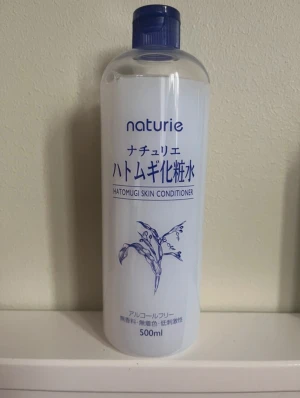 naturie
ナチュリエ
ハトムギ化粧水
HATOMUGI SKIN CONDITIONER
アルコールフリー
無香料・無着色・低刺激性
500ml